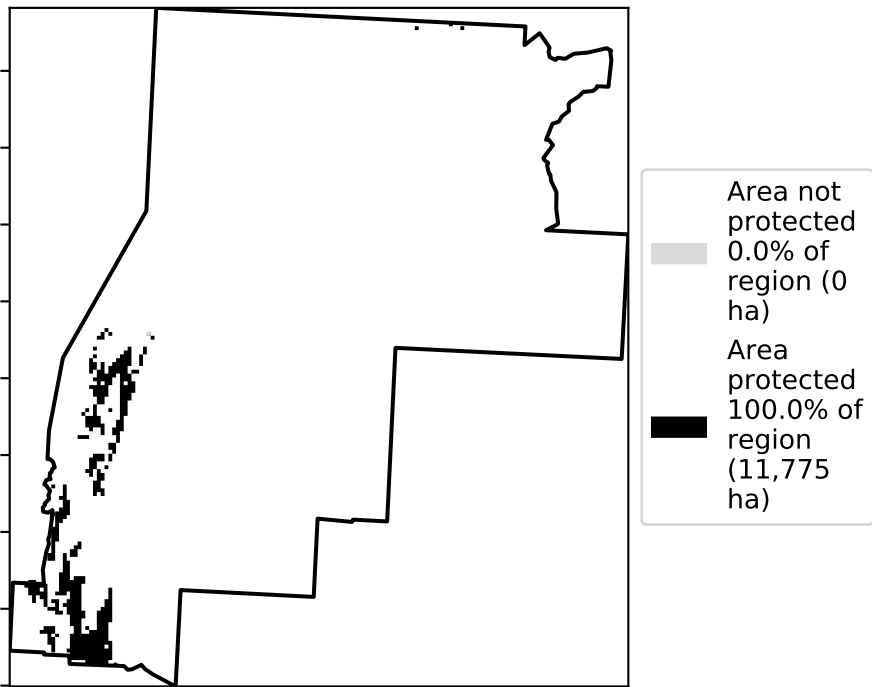 Area not
protected
0.0% of
region (0
ha)
Area
protected
100.0% of
region
(11,775
ha)